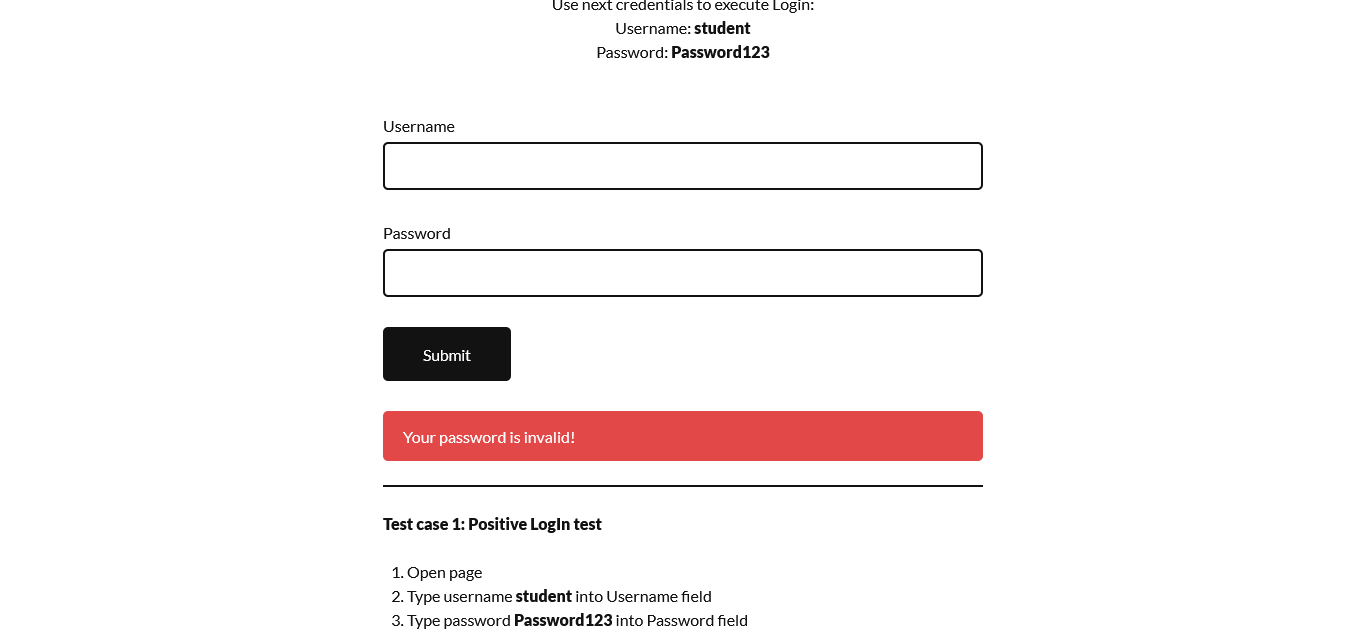 Use next credentials to execute Login:
Username: student
Password: Password123
Username
Password
Submit
Your password is invalid!
Test case 1: Positive LogIn test
1. Open page
2. Type username student into Username field
3. Type password Password123 into Password field